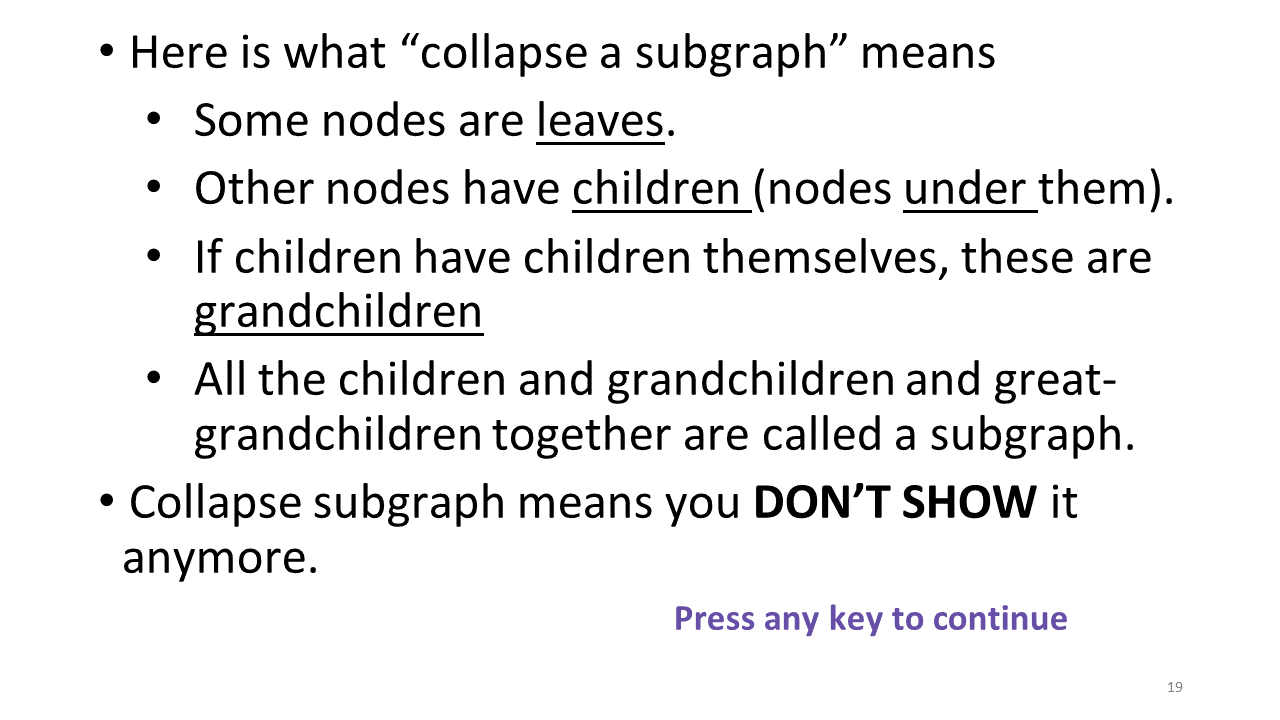 • Here is what “collapse a subgraph” means
• Some nodes are leaves.
• Other nodes have children (nodes under them).
• If children have children themselves, these are
grandchildren
• All the children and grandchildren and great-
grandchildren together are called a subgraph.
• Collapse subgraph means you DON’T SHOW it
anymore.
Press any key to continue
19